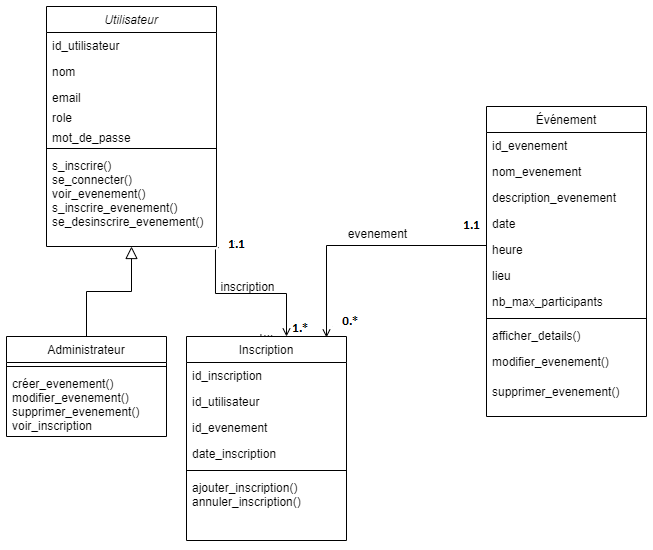 Utilisateur
id_utilisateur
nom
email
role
mot_de_passe
s_inscrire()
se_connecter()
voir_evenement()
s_inscrire_evenement()
se_desinscrire_evenement()
Événement
id_evenement
nom_evenement
description_evenement
date
heure
lieu
nb_max_participants
afficher_details()
modifier_evenement()
supprimer_evenement()
1.1
evenement
1.1
inscription
1.*
0.*
...
Administrateur
créer_evenement()
modifier_evenement()
supprimer_evenement()
voir_inscription
Inscription
id_inscription
id_utilisateur
id_evenement
date_inscription
ajouter_inscription()
annuler_inscription()